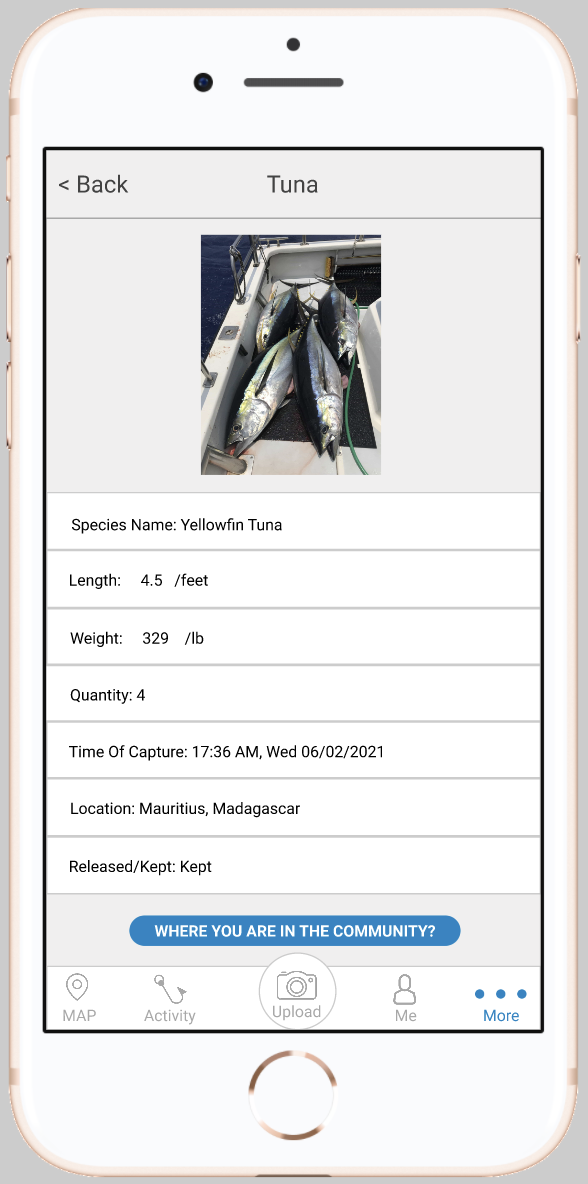 < Back Tuna
Species Name: Yellowfin Tuna
Length: 4.5 /feet
Weight: 329 /lb
Quantity: 4
Time Of Capture: 17:36 AM, Wed 06/02/2021
Location: Mauritius, Madagascar
Released/Kept: Kept
WHERE YOU ARE IN THE COMMUNITY?
MAP Activity Upload Me More